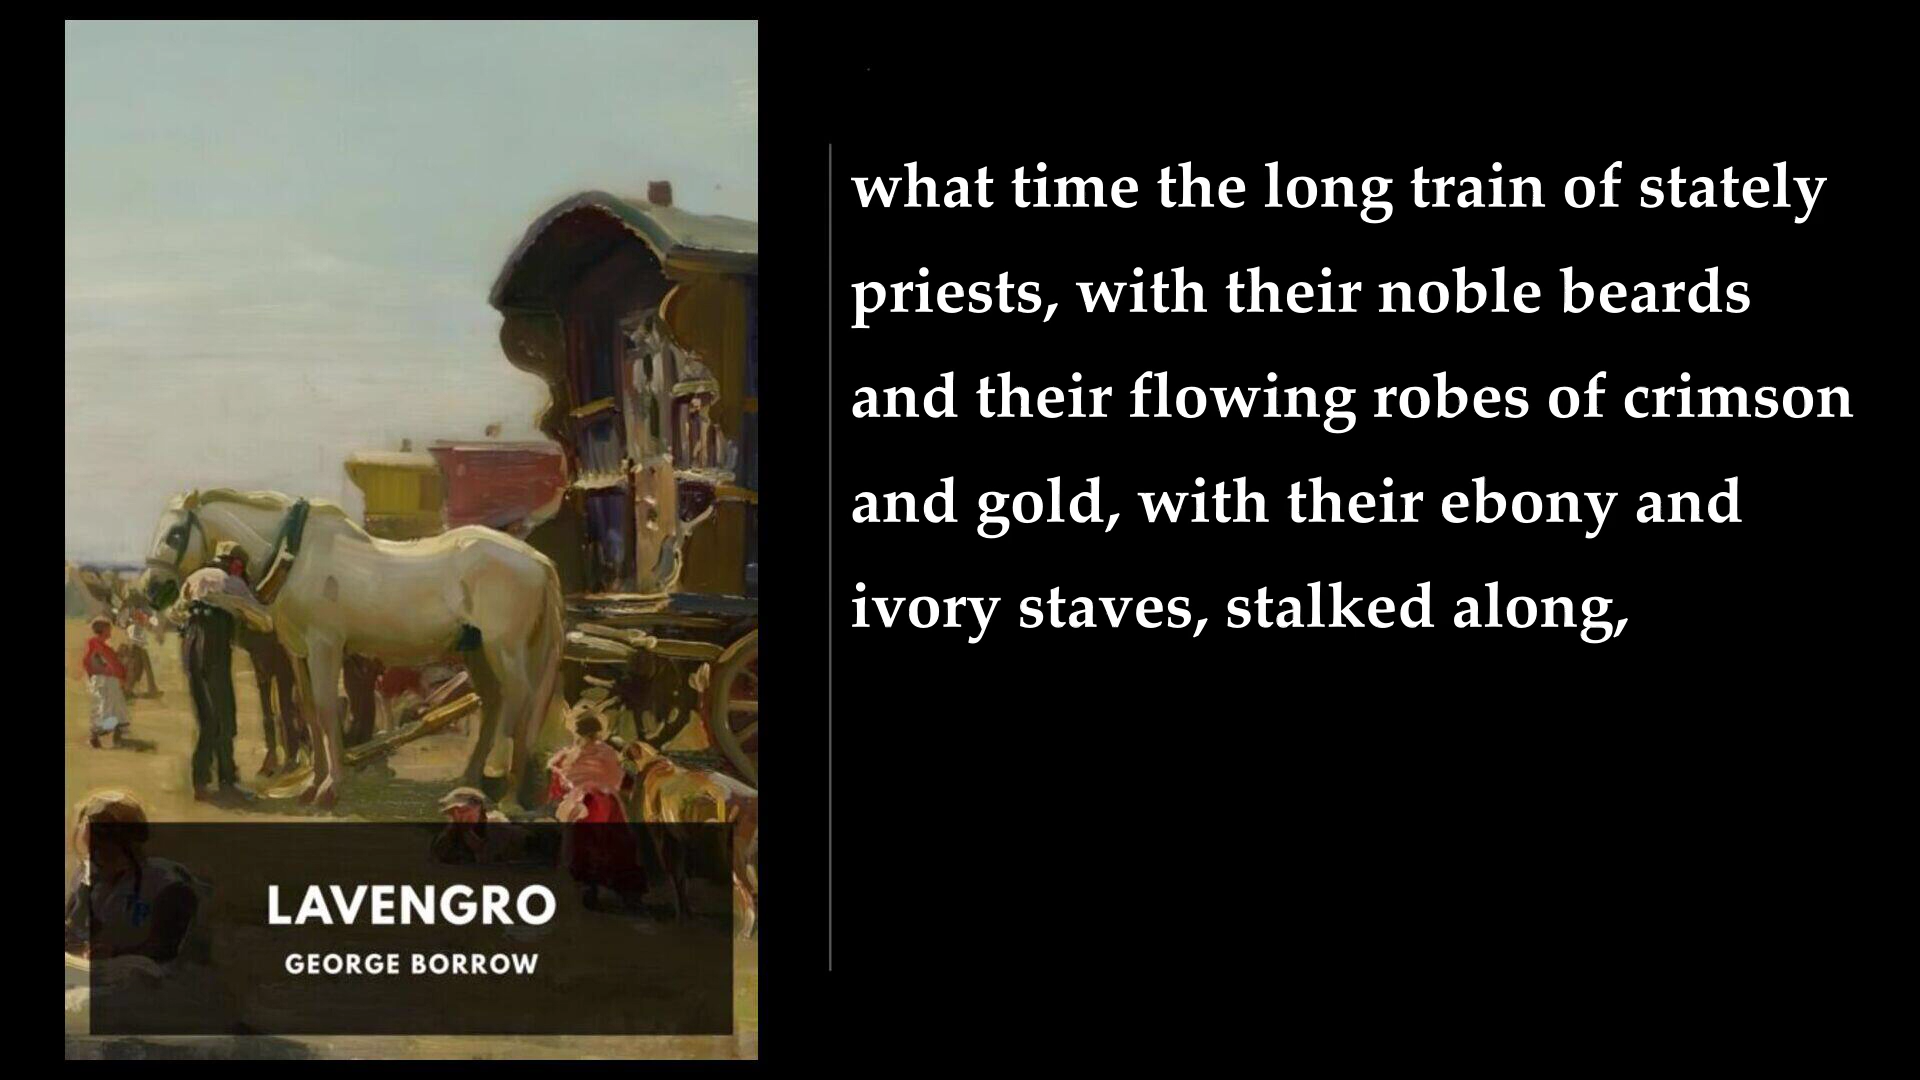 what time the long train of stately
priests, with their noble beards
and their flowing robes of crimson
and gold, with their ebony and
ivory staves, stalked along,
LAVENGRO
GEORGE BORROW